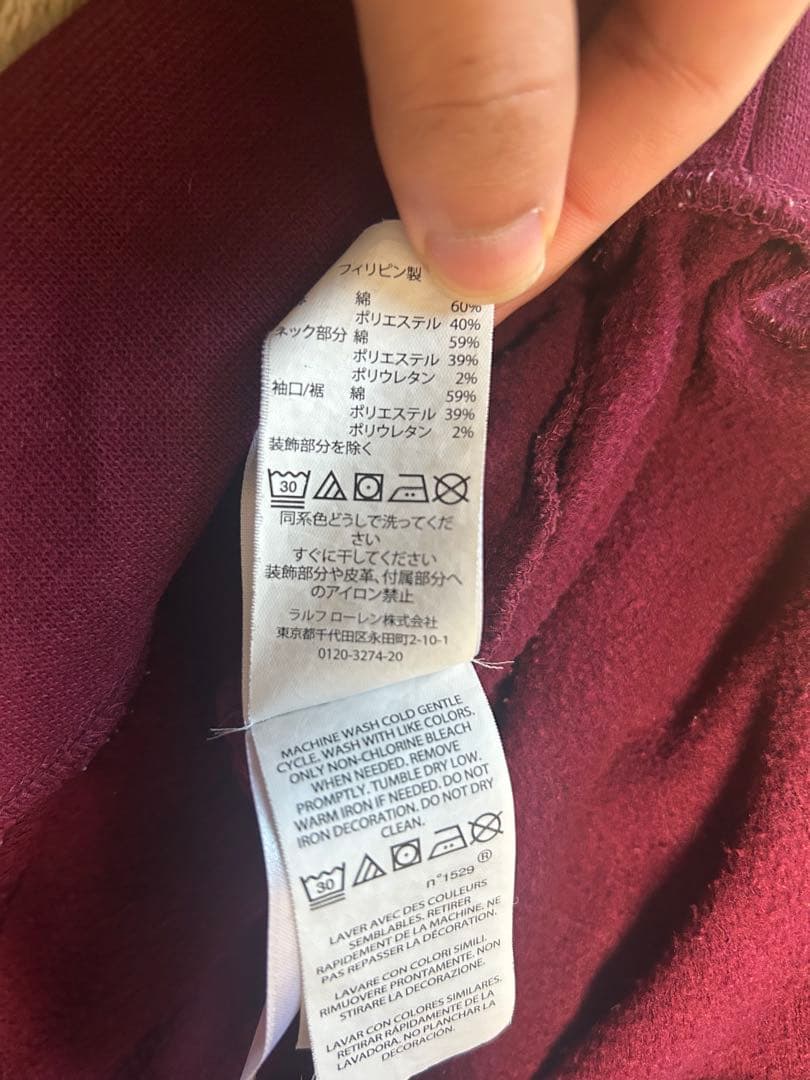 フィリピン製
綿 60%
ポリエステル 40%
ネック部分 綿 59%
ポリエステル 39%
ポリウレタン 2%
袖口/裾 綿 59%
ポリエステル 39%
ポリウレタン 2%
装飾部分を除く
30
同系色どうしで洗ってくだ
さい
すぐに干してください
装飾部分や皮革、付属部分へ
のアイロン禁止
ラルフ ローレン株式会社
東京都千代田区永田町2-10-1
0120-3274-20
MACHINE WASH COLD GENTLE
CYCLE. WASH WITH LIKE COLORS.
ONLY NON-CHLORINE BLEACH
WHEN NEEDED. REMOVE
PROMPTLY. TUMBLE DRY LOW.
WARM IRON IF NEEDED. DO NOT
IRON DECORATION. DO NOT DRY
CLEAN.
30
n°1529 ®
LAVER AVEC DES COULEURS
SEMBLABLES. RETIRER
RAPIDEMENT DE LA MACHINE. NE
PAS REPASSER LA DÉCORATION.
LAVARE CON COLORI SIMILI.
RIMUOVERE PRONTAMENTE. NON
STIRARE LA DECORAZIONE.
LAVAR CON COLORES SIMILARES.
RETIRAR RÁPIDAMENTE DE LA
LAVADORA. NO PLANCHAR LA
DECORACIÓN.